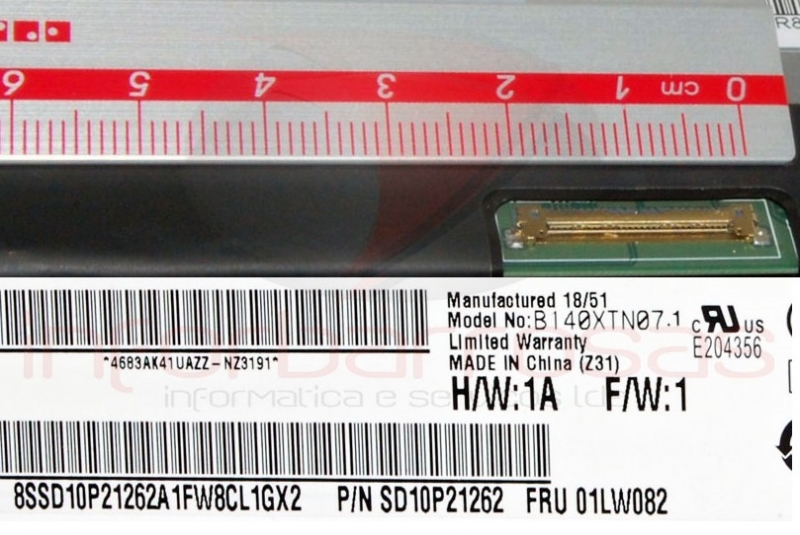 R8
6 5 4 3 2 1 cm 0
Manufactured 18/51
Model No:B140XTN07.1
c US
Limited Warranty
E204356
*4683AK41UAZZ-NZ3191*
MADE IN China (Z31)
H/W:1A F/W:1
informatica e
8SSD10P21262A1FW8CL1GX2 P/N SD10P21262 FRU 01LW082